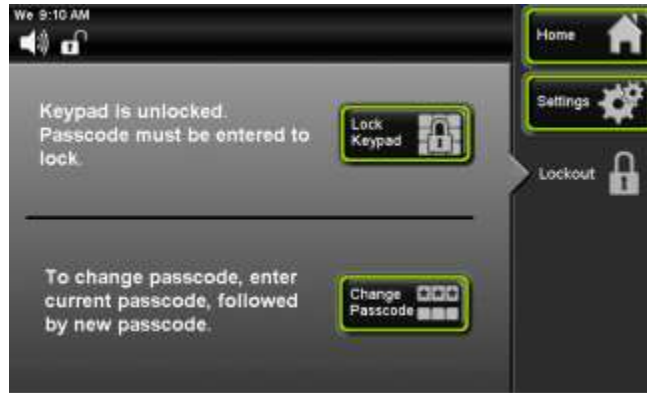 We 9:10 AM
Home
Settings
Lockout
Keypad is unlocked.
Passcode must be entered to
lock.
Lock
Keypad
To change passcode, enter
current passcode, followed
by new passcode.
Change
Passcode